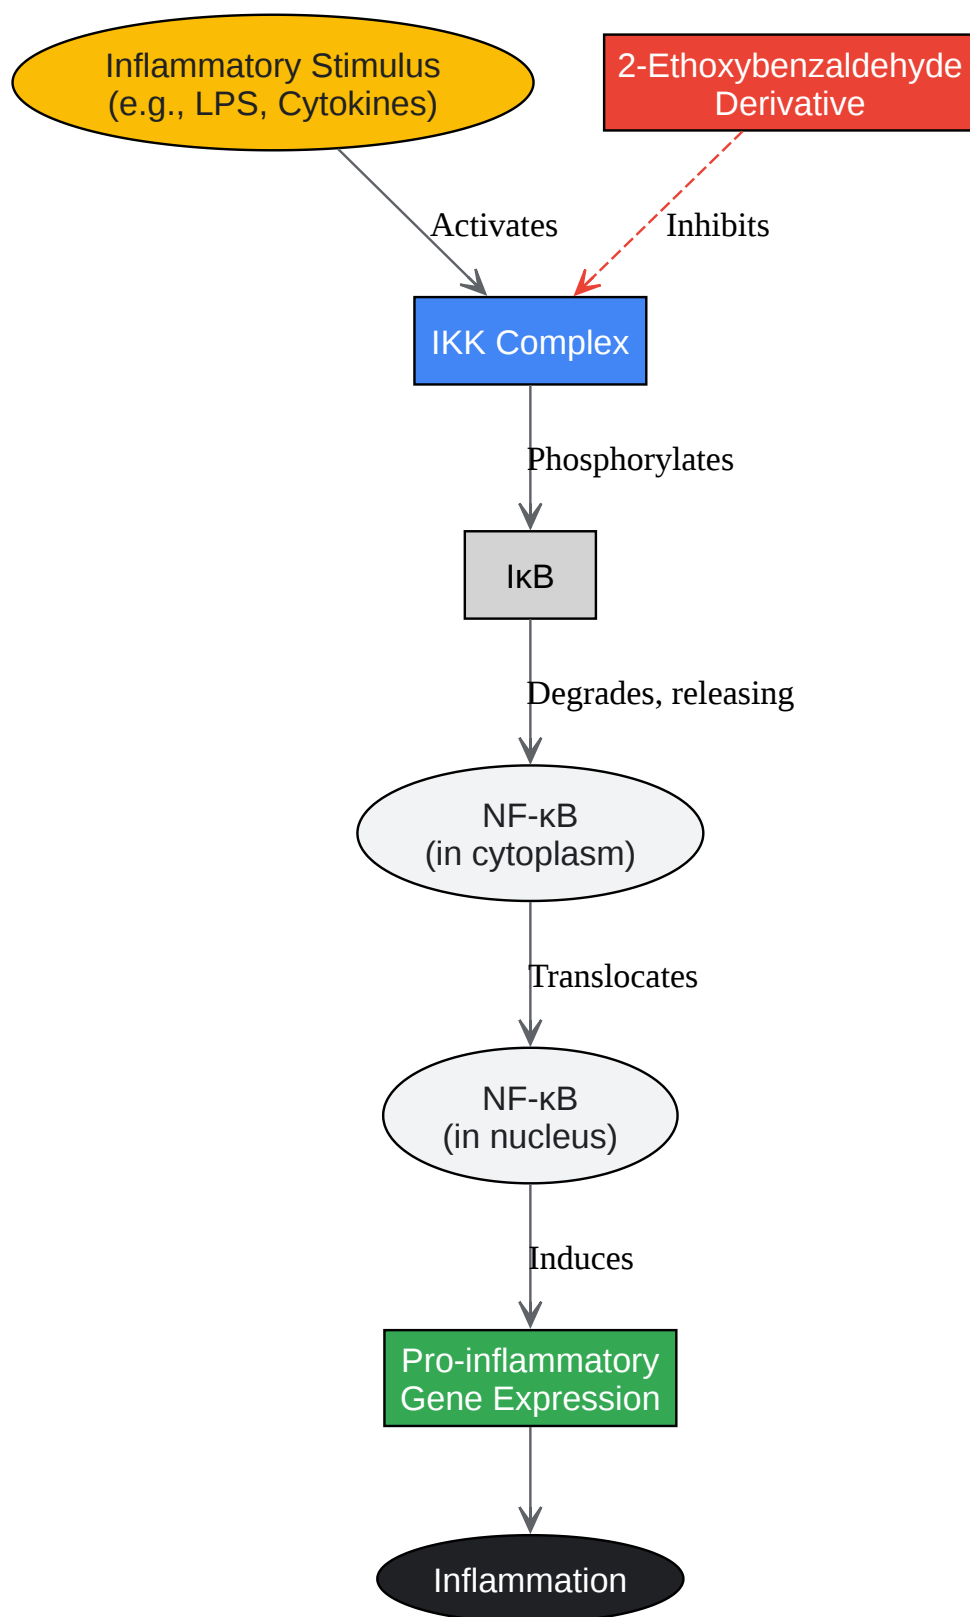 Inflammatory Stimulus
(e.g., LPS, Cytokines)
2-Ethoxybenzaldehyde
Derivative
Activates
Inhibits
IKK Complex
Phosphorylates
IκB
Degrades, releasing
NF-κB
(in cytoplasm)
Translocates
NF-κB
(in nucleus)
Induces
Pro-inflammatory
Gene Expression
Inflammation